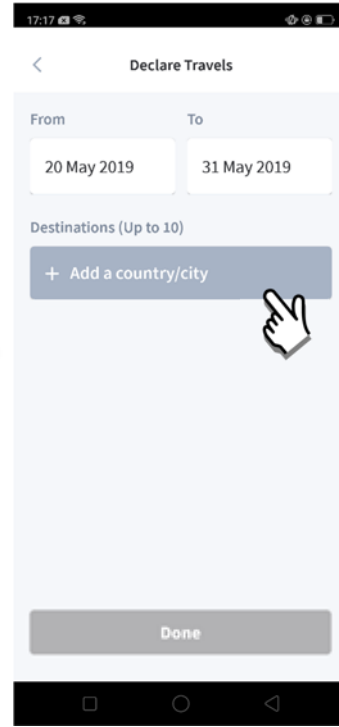 17:17
Declare Travels
From To
20 May 2019 31 May 2019
Destinations (Up to 10)
+ Add a country/city
Done